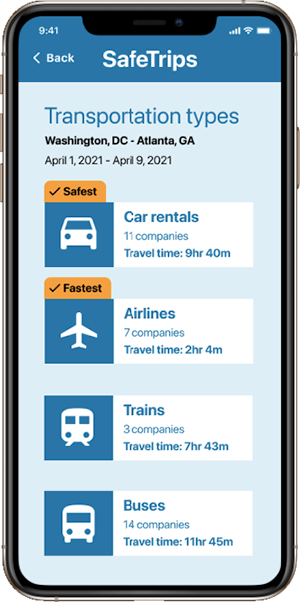 9:41
Back
SafeTrips
Transportation types
Washington, DC - Atlanta, GA
April 1, 2021 - April 9, 2021
Safest
Car rentals
11 companies
Travel time: 9hr 40m
Fastest
Airlines
7 companies
Travel time: 2hr 4m
Trains
3 companies
Travel time: 7hr 43m
Buses
14 companies
Travel time: 11hr 45m